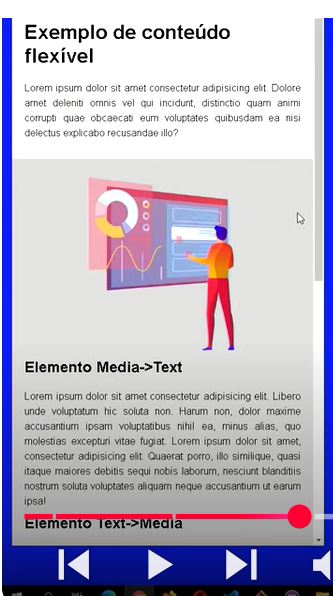 Exemplo de conteúdo
flexível
Lorem ipsum dolor sit amet consectetur adipisicing elit. Dolore
amet deleniti omnis vel qui incidunt, distinctio quam animi
corrupti quae obcaecati eum voluptates quibusdam ea nisi
delectus explicabo recusandae illo?
Elemento Media->Text
Lorem ipsum dolor sit amet consectetur adipisicing elit. Libero
unde voluptatum hic soluta non. Harum non, dolor maxime
accusantium ipsam voluptatibus nihil ea, minus alias, quo
molestias excepturi vitae fugiat. Lorem ipsum dolor sit amet,
consectetur adipisicing elit. Quaerat porro, illo similique, quasi
itaque maiores debitis sequi nobis laborum, nesciunt blanditiis
nostrum soluta voluptates aliquam neque accusantium ut earum
ipsa!
Elemento Text->Media